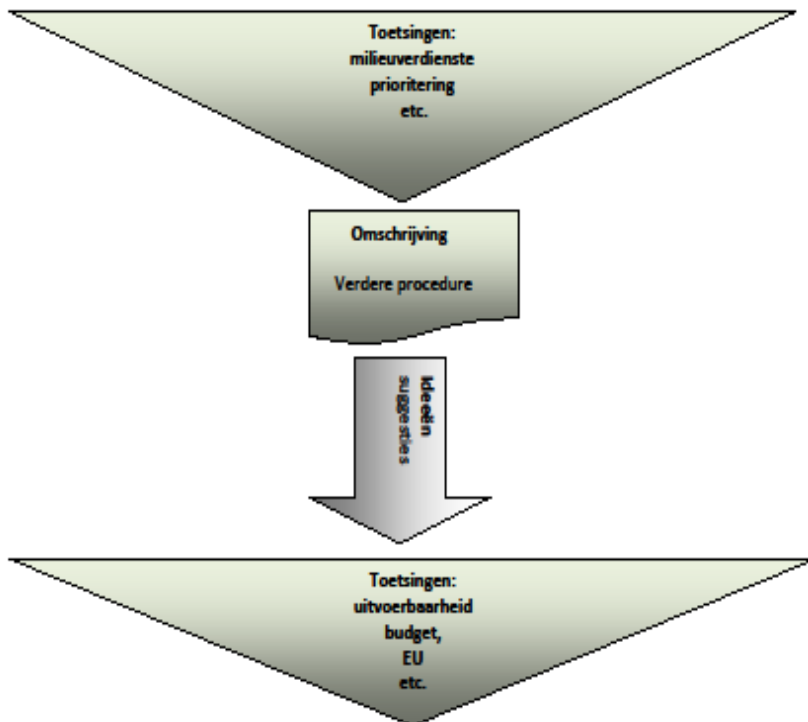 Toetsingen:
milieuverdienste
prioritering
etc.
Omschrijving
Verdere procedure
Ideeën
suggesties
Toetsingen:
uitvoerbaarheid
budget,
EU
etc.